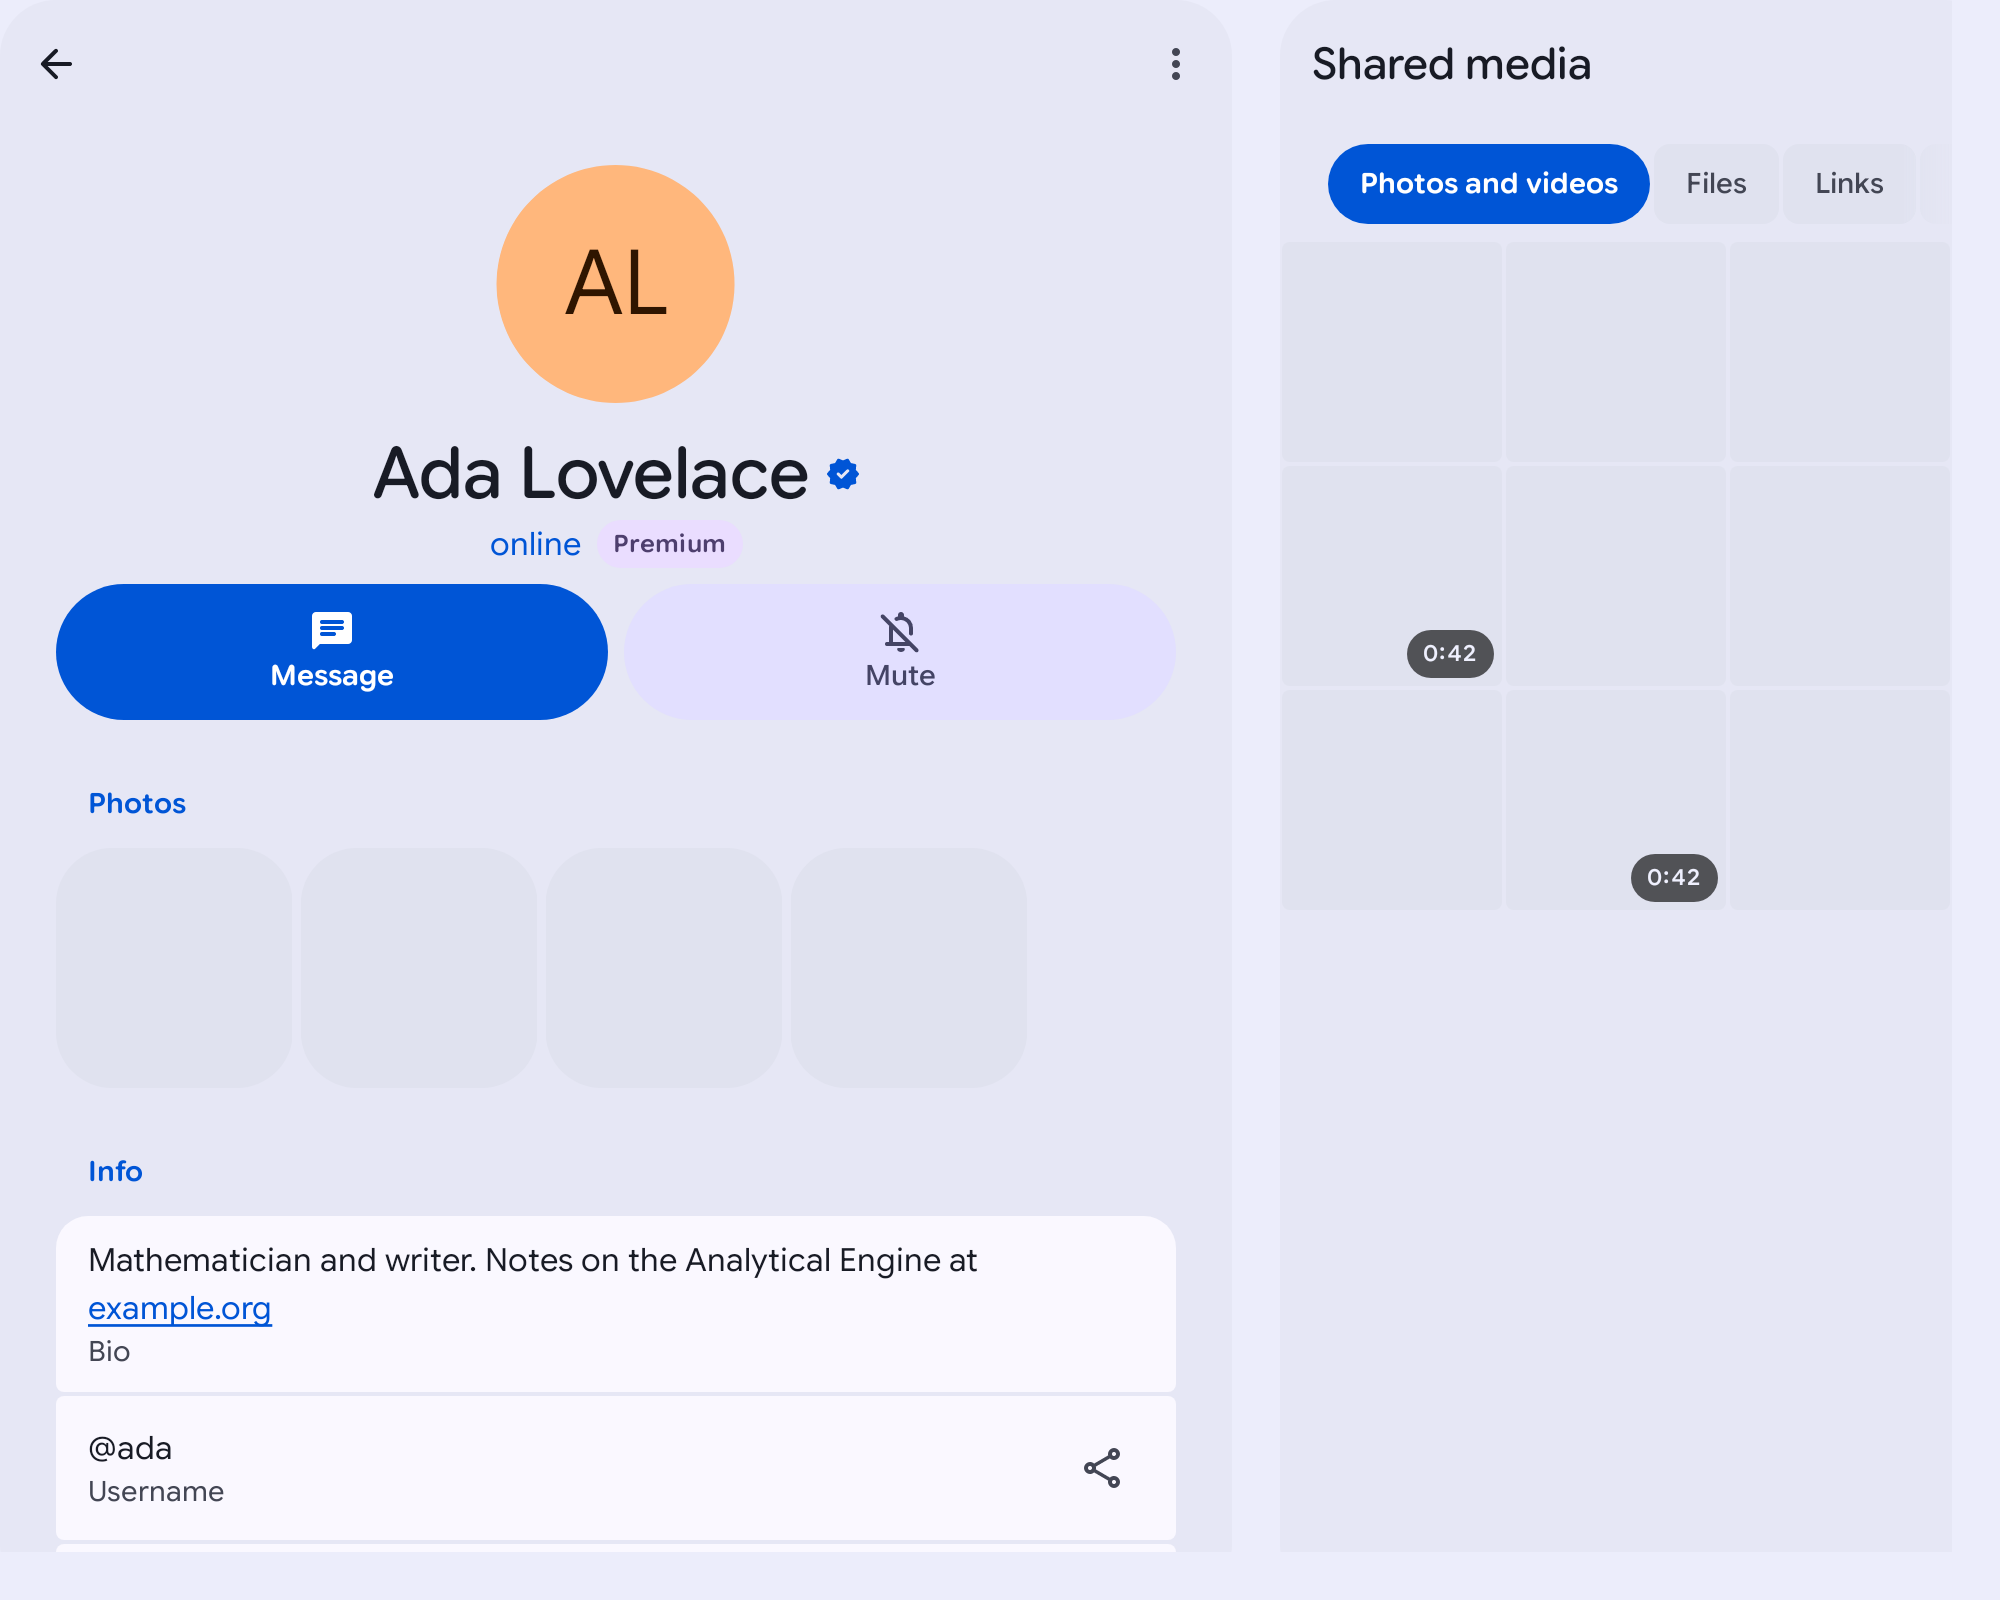 AL
Ada Lovelace
online Premium
Message
Mute
Photos
Info
Mathematician and writer. Notes on the Analytical Engine at
example.org
Bio
@ada
Username
Shared media
Photos and videos Files Links
0:42
0:42